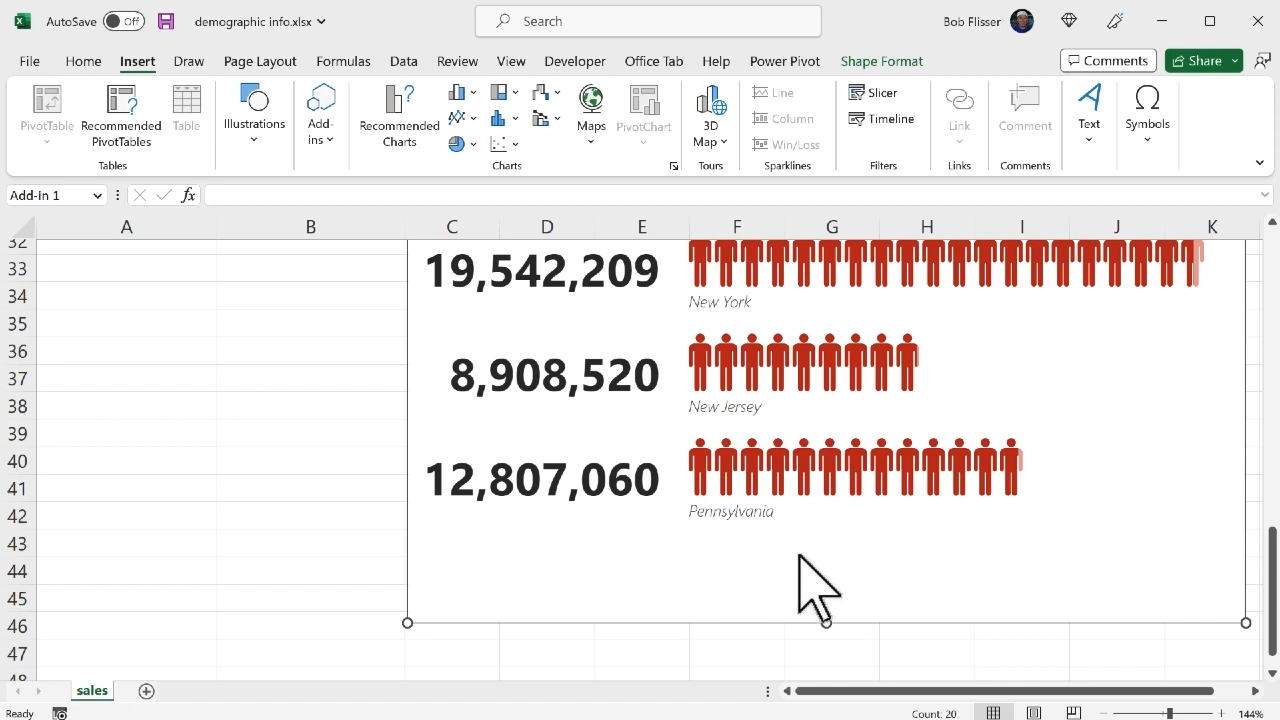 AutoSave Off demographic info.xlsx Search Bob Flisser
File Home Insert Draw Page Layout Formulas Data Review View Developer Office Tab Help Power Pivot Shape Format Comments Share
PivotTable Recommended PivotTables Table Illustrations Add-ins Recommended Charts Maps PivotChart 3D Map Line Column Win/Loss Slicer Timeline Link Comment Text Symbols
Tables Charts Tours Sparklines Filters Links Comments
Add-in 1 fx
A B C D E F G H I J K
32
33 19,542,209
34 New York
35
36
37 8,908,520
38 New Jersey
39
40
41 12,807,060
42 Pennsylvania
43
44
45
46
47
48
sales
Ready Count: 20 144%